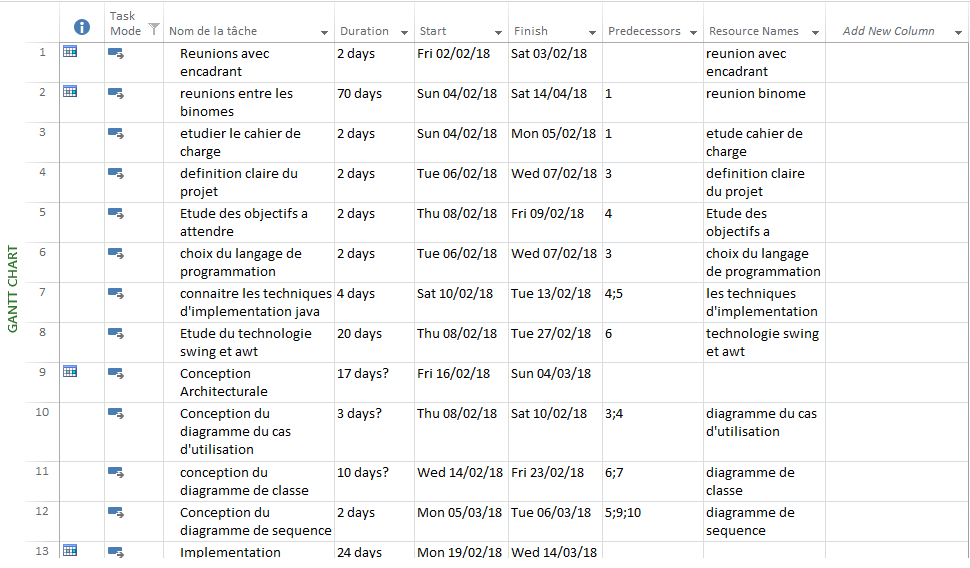 Task Mode Nom de la tâche Duration Start Finish Predecessors Resource Names Add New Column
GANTT CHART
1 Reunions avec encadrant 2 days Fri 02/02/18 Sat 03/02/18 reunion avec encadrant
2 reunions entre les binomes 70 days Sun 04/02/18 Sat 14/04/18 1 reunion binome
3 etudier le cahier de charge 2 days Sun 04/02/18 Mon 05/02/18 1 etude cahier de charge
4 definition claire du projet 2 days Tue 06/02/18 Wed 07/02/18 3 definition claire du projet
5 Etude des objectifs a attendre 2 days Thu 08/02/18 Fri 09/02/18 4 Etude des objectifs a
6 choix du langage de programmation 2 days Tue 06/02/18 Wed 07/02/18 3 choix du langage de programmation
7 connaitre les techniques d'implementation java 4 days Sat 10/02/18 Tue 13/02/18 4;5 les techniques d'implementation
8 Etude du technologie swing et awt 20 days Thu 08/02/18 Tue 27/02/18 6 technologie swing et awt
9 Conception Architecturale 17 days? Fri 16/02/18 Sun 04/03/18
10 Conception du diagramme du cas d'utilisation 3 days? Thu 08/02/18 Sat 10/02/18 3;4 diagramme du cas d'utilisation
11 conception du diagramme de classe 10 days? Wed 14/02/18 Fri 23/02/18 6;7 diagramme de classe
12 Conception du diagramme de sequence 2 days Mon 05/03/18 Tue 06/03/18 5;9;10 diagramme de sequence
13 Implementation 24 days Mon 19/02/18 Wed 14/03/18